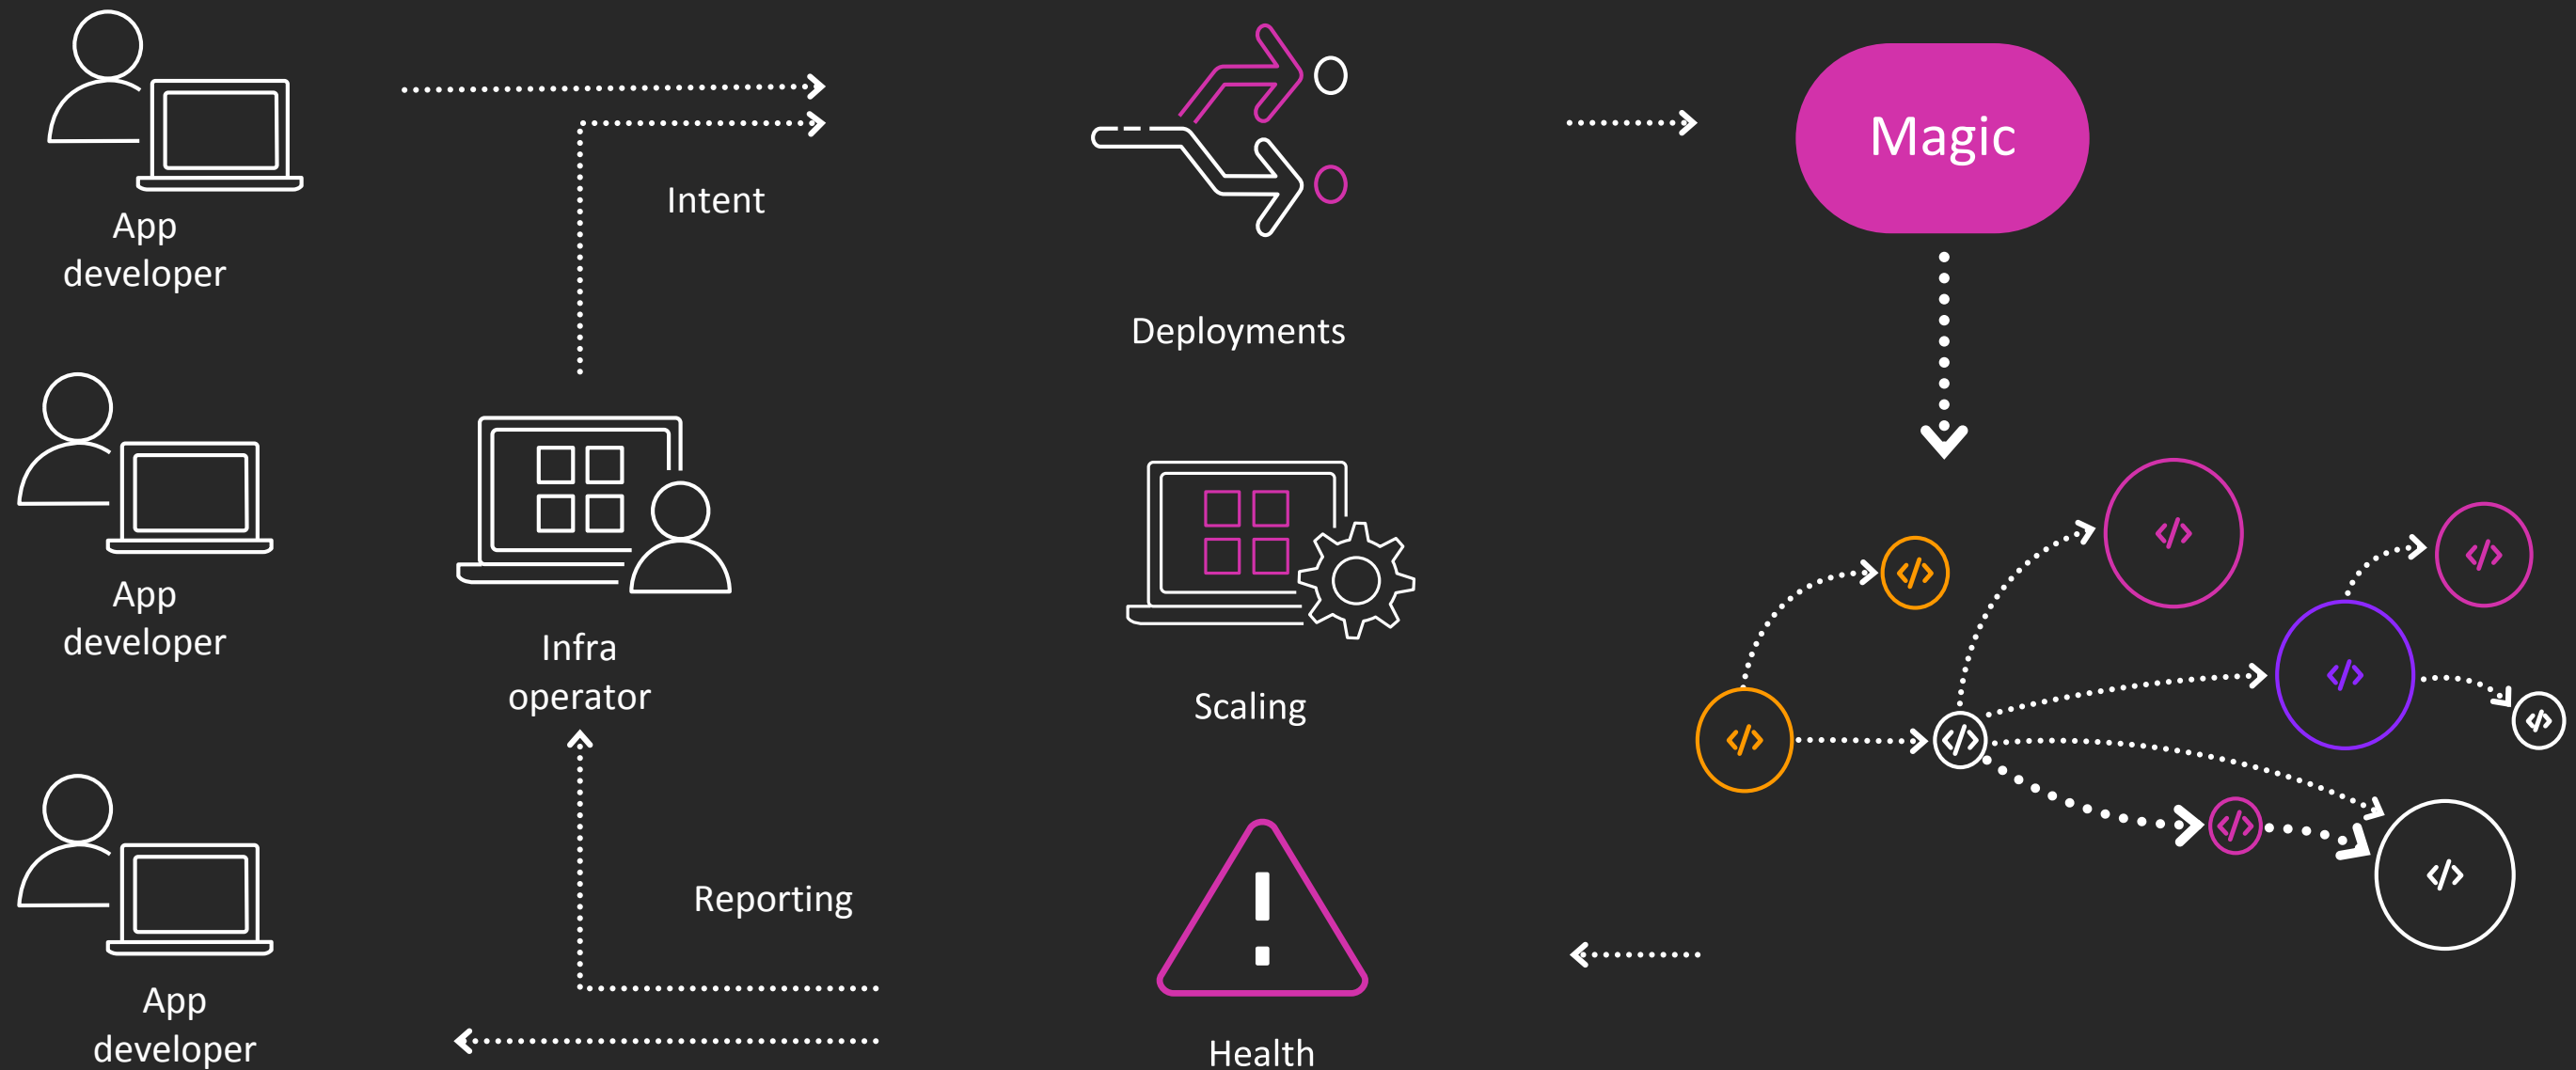 App
developer
Intent
Deployments
Magic
App
developer
Infra
operator
Scaling
</>
</>
</>
</>
</>
</>
</>
</>
</>
Reporting
App
developer
Health